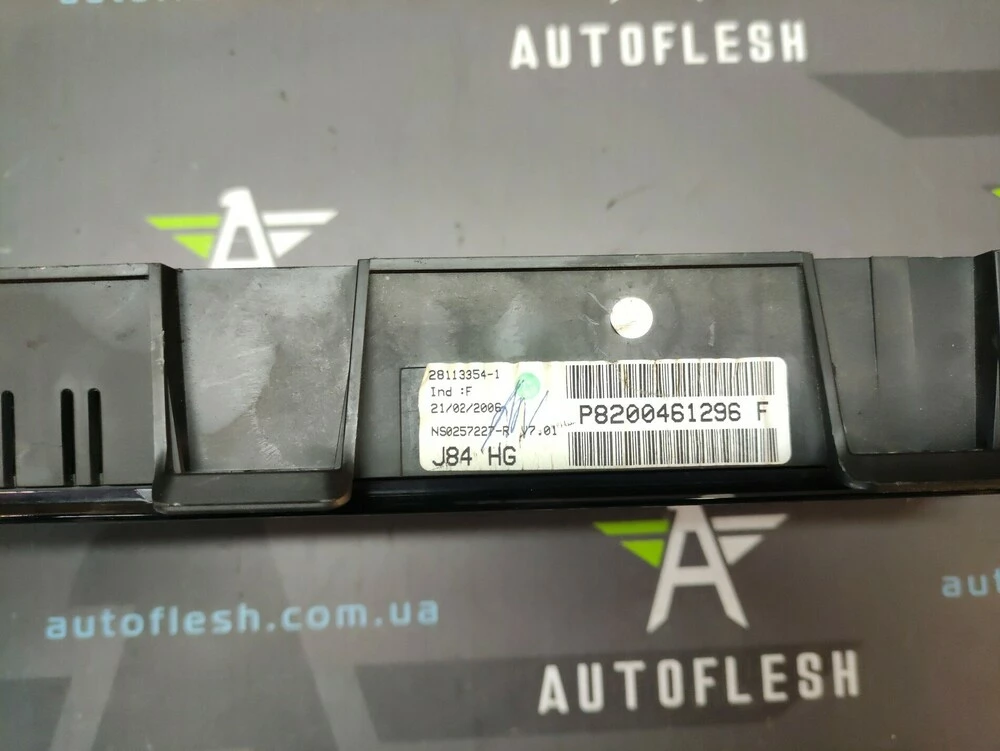 AUTOFLESH
28113354-1
Ind :F
21/02/2006
NS0257227-R V7.01
J84 HG
P8200461296 F
autoflesh.com.ua
AUTOFLESH